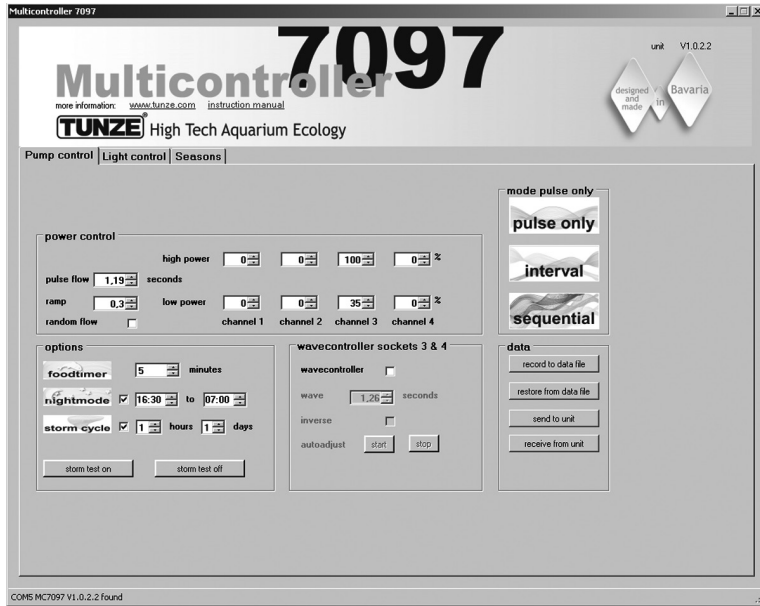 Multicontroller 7097
7097
unit V1.0.2.2
Multicontroller
more information: www.tunze.com instruction manual
designed and made in Bavaria
TUNZE® High Tech Aquarium Ecology
Pump control Light control Seasons
mode pulse only
pulse only
interval
sequential
power control
high power 0 0 100 0 %
pulse flow 1,19 seconds
ramp 0,3 low power 0 0 35 0 %
random flow channel 1 channel 2 channel 3 channel 4
options
foodtimer 5 minutes
nightmode 16:30 to 07:00
storm cycle 1 hours 1 days
storm test on storm test off
wavecontroller sockets 3 & 4
wavecontroller
wave 1,26 seconds
inverse
autoadjust start stop
data
record to data file
restore from data file
send to unit
receive from unit
COM5 MC7097 V1.0.2.2 found